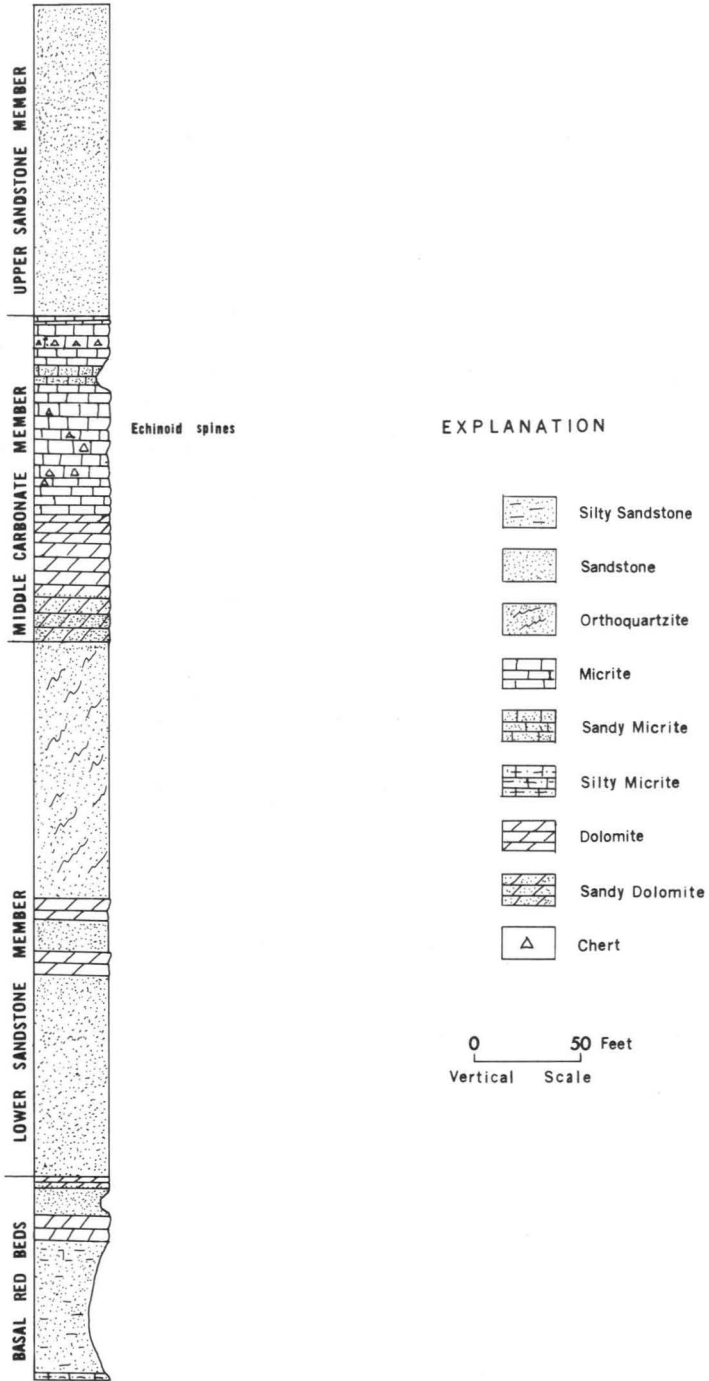 UPPER SANDSTONE MEMBER
MIDDLE CARBONATE MEMBER
LOWER SANDSTONE MEMBER
BASAL RED BEDS
Echinoid spines
EXPLANATION
Silty Sandstone
Sandstone
Orthoquartzite
Micrite
Sandy Micrite
Silty Micrite
Dolomite
Sandy Dolomite
Chert
0 50 Feet
Vertical Scale